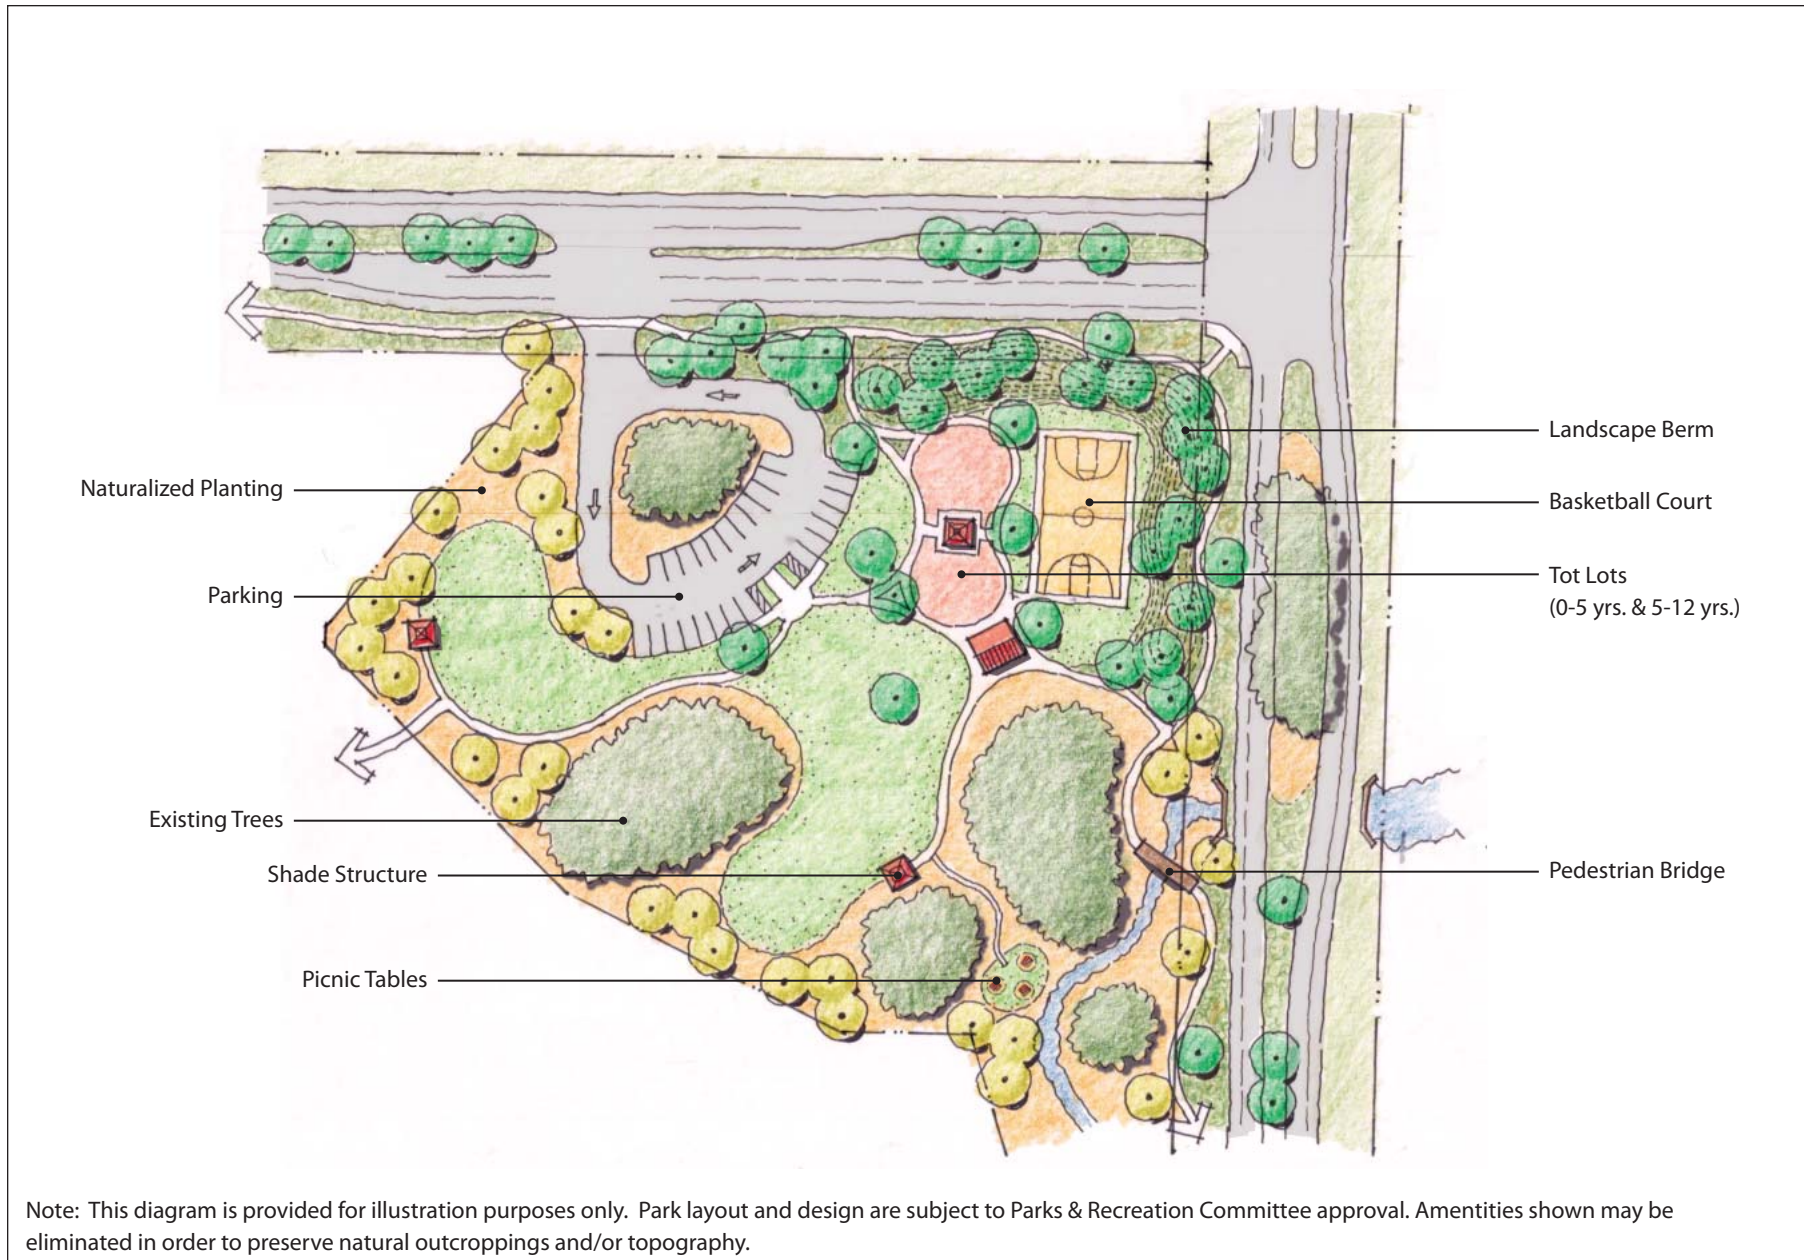 Landscape Berm
Naturalized Planting
Basketball Court
Parking
Tot Lots
(0-5 yrs. & 5-12 yrs.)
Existing Trees
Shade Structure
Pedestrian Bridge
Picnic Tables
Note: This diagram is provided for illustration purposes only. Park layout and design are subject to Parks & Recreation Committee approval. Amentities shown may be
eliminated in order to preserve natural outcroppings and/or topography.